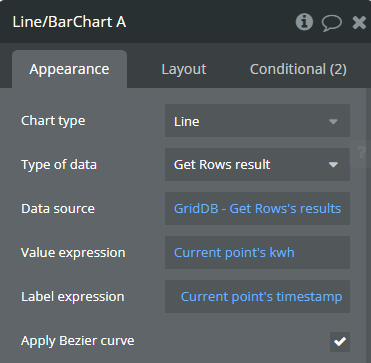 Line/BarChart A
Appearance Layout Conditional (2)
Chart type Line
Type of data Get Rows result ?
Data source GridDB - Get Rows's results
Value expression Current point's kwh
Label expression Current point's timestamp
Apply Bezier curve